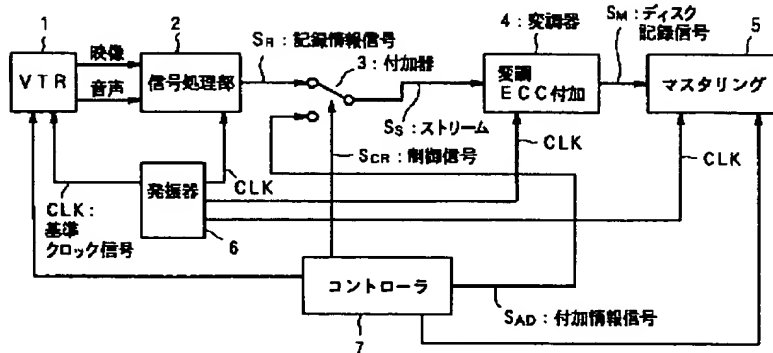 1
VTR
映像
音声
2
信号処理部
SR：記録情報信号
3：付加器
SS：ストリーム
4：変調器
変調
ECC付加
SM：ディスク
記録信号
5
マスタリング
SCR：制御信号
CLK
CLK
CLK
CLK：
基準
クロック信号
発振器
6
コントローラ
7
SAD：付加情報信号